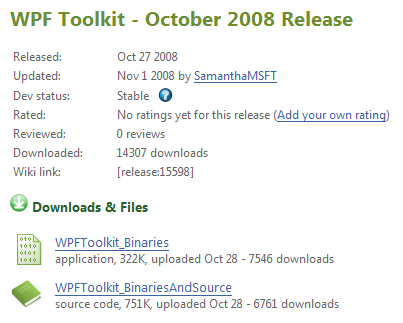 WPF Toolkit - October 2008 Release
Released: Oct 27 2008
Updated: Nov 1 2008 by SamanthaMSFT
Dev status: Stable ?
Rated: No ratings yet for this release (Add your own rating)
Reviewed: 0 reviews
Downloaded: 14307 downloads
Wiki link: [release:15598]
Downloads & Files
WPFToolkit_Binaries
application, 322K, uploaded Oct 28 - 7546 downloads
WPFToolkit_BinariesAndSource
source code, 751K, uploaded Oct 28 - 6761 downloads